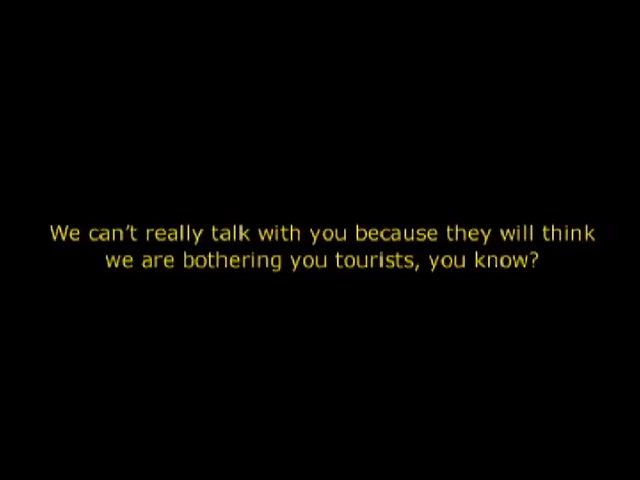 We can't really talk with you because they will think
we are bothering you tourists, you know?